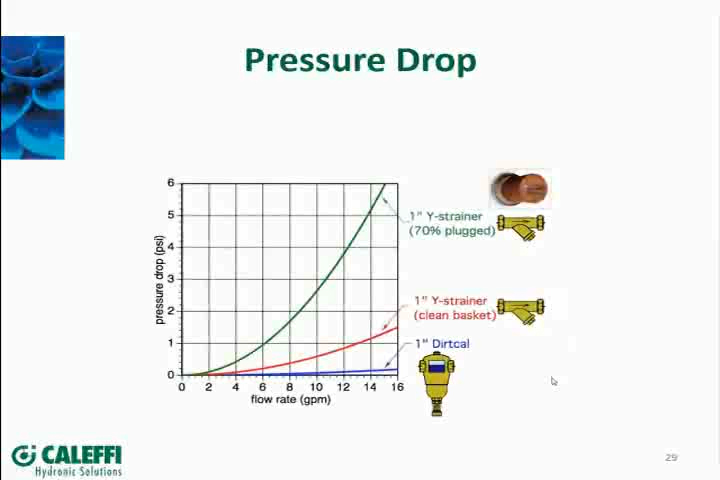 Pressure Drop
6
5
4
3
2
1
0
pressure drop (psi)
0 2 4 6 8 10 12 14 16
flow rate (gpm)
1" Y-strainer
(70% plugged)
1" Y-strainer
(clean basket)
1" Dirtcal
CALEFFI
Hydronic Solutions
29